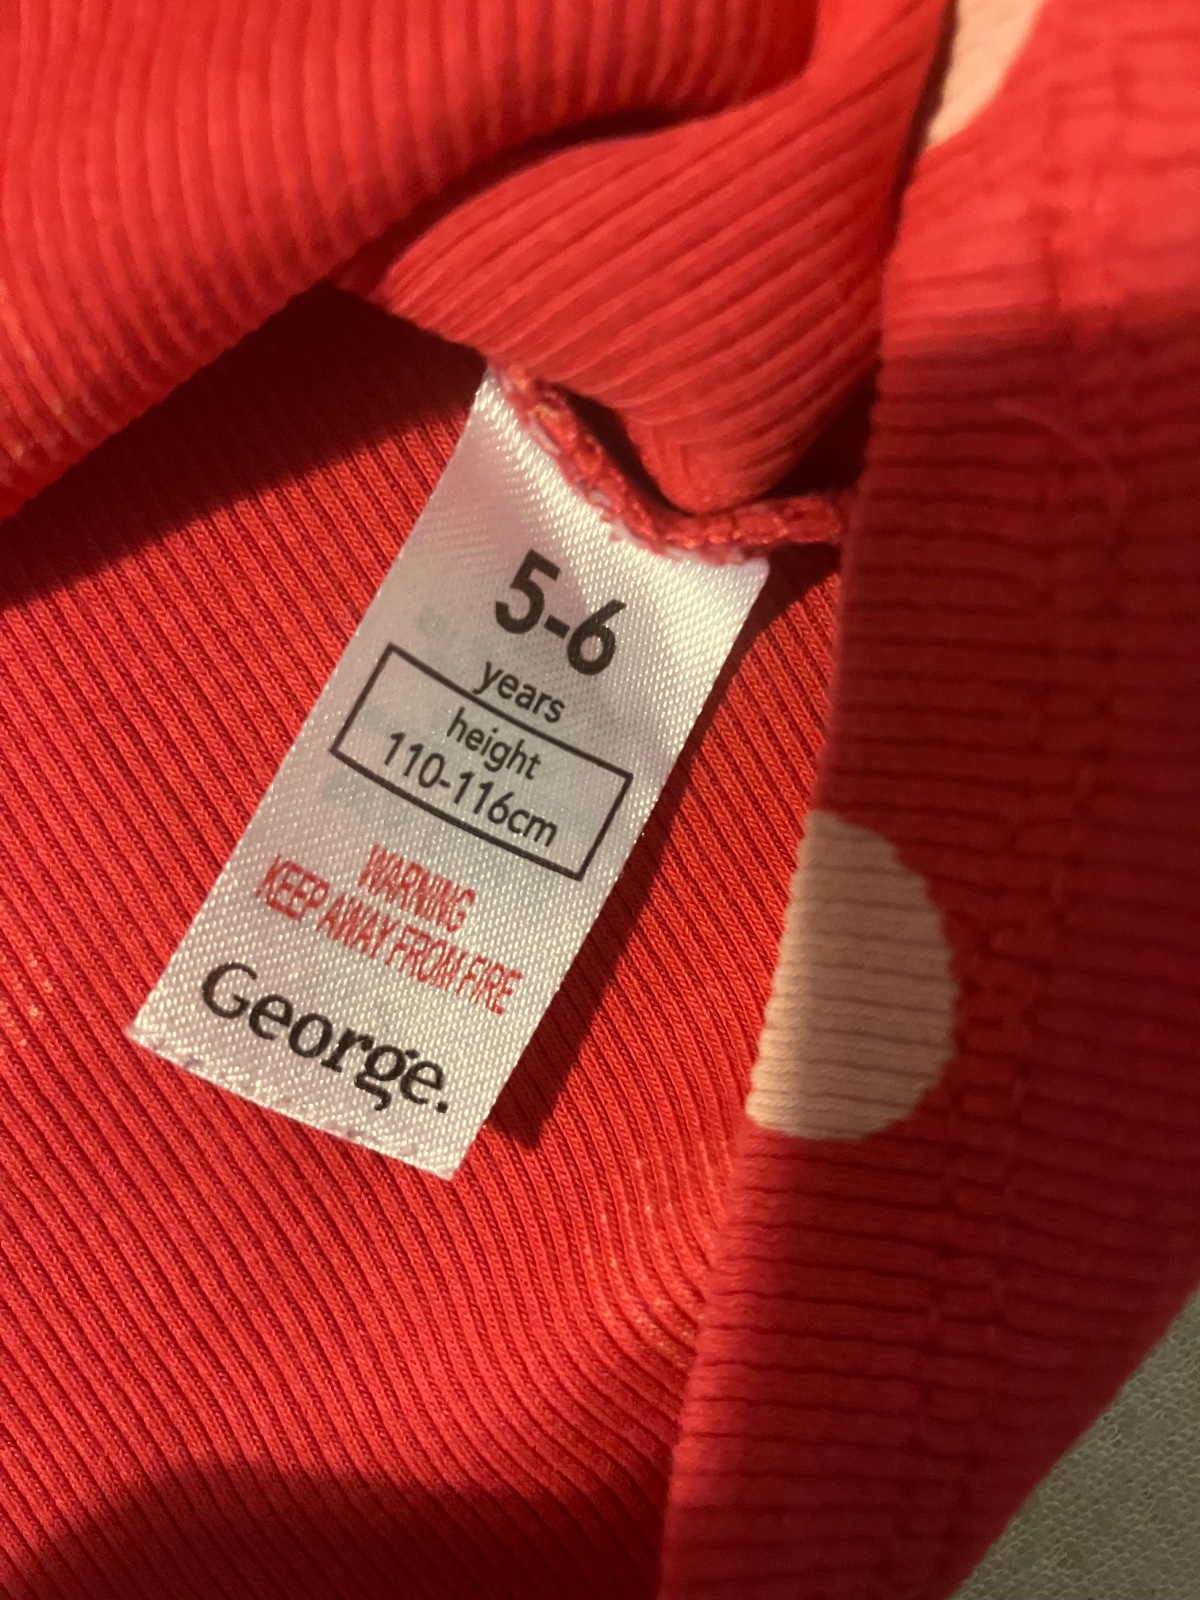 5-6
years
height
110-116cm
WARNING
KEEP AWAY FROM FIRE
George.